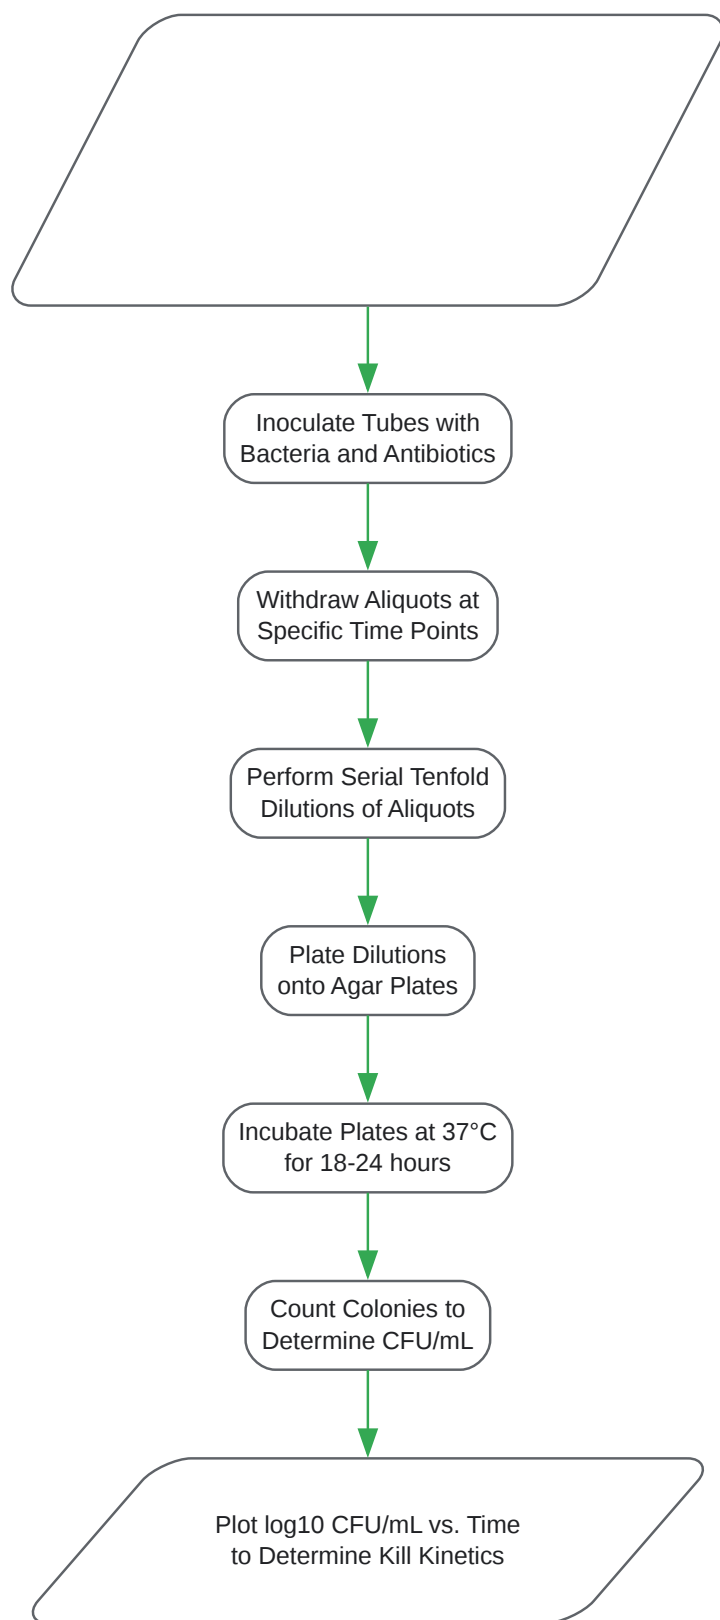 Inoculate Tubes with
Bacteria and Antibiotics
Withdraw Aliquots at
Specific Time Points
Perform Serial Tenfold
Dilutions of Aliquots
Plate Dilutions
onto Agar Plates
Incubate Plates at 37°C
for 18-24 hours
Count Colonies to
Determine CFU/mL
Plot log10 CFU/mL vs. Time
to Determine Kill Kinetics